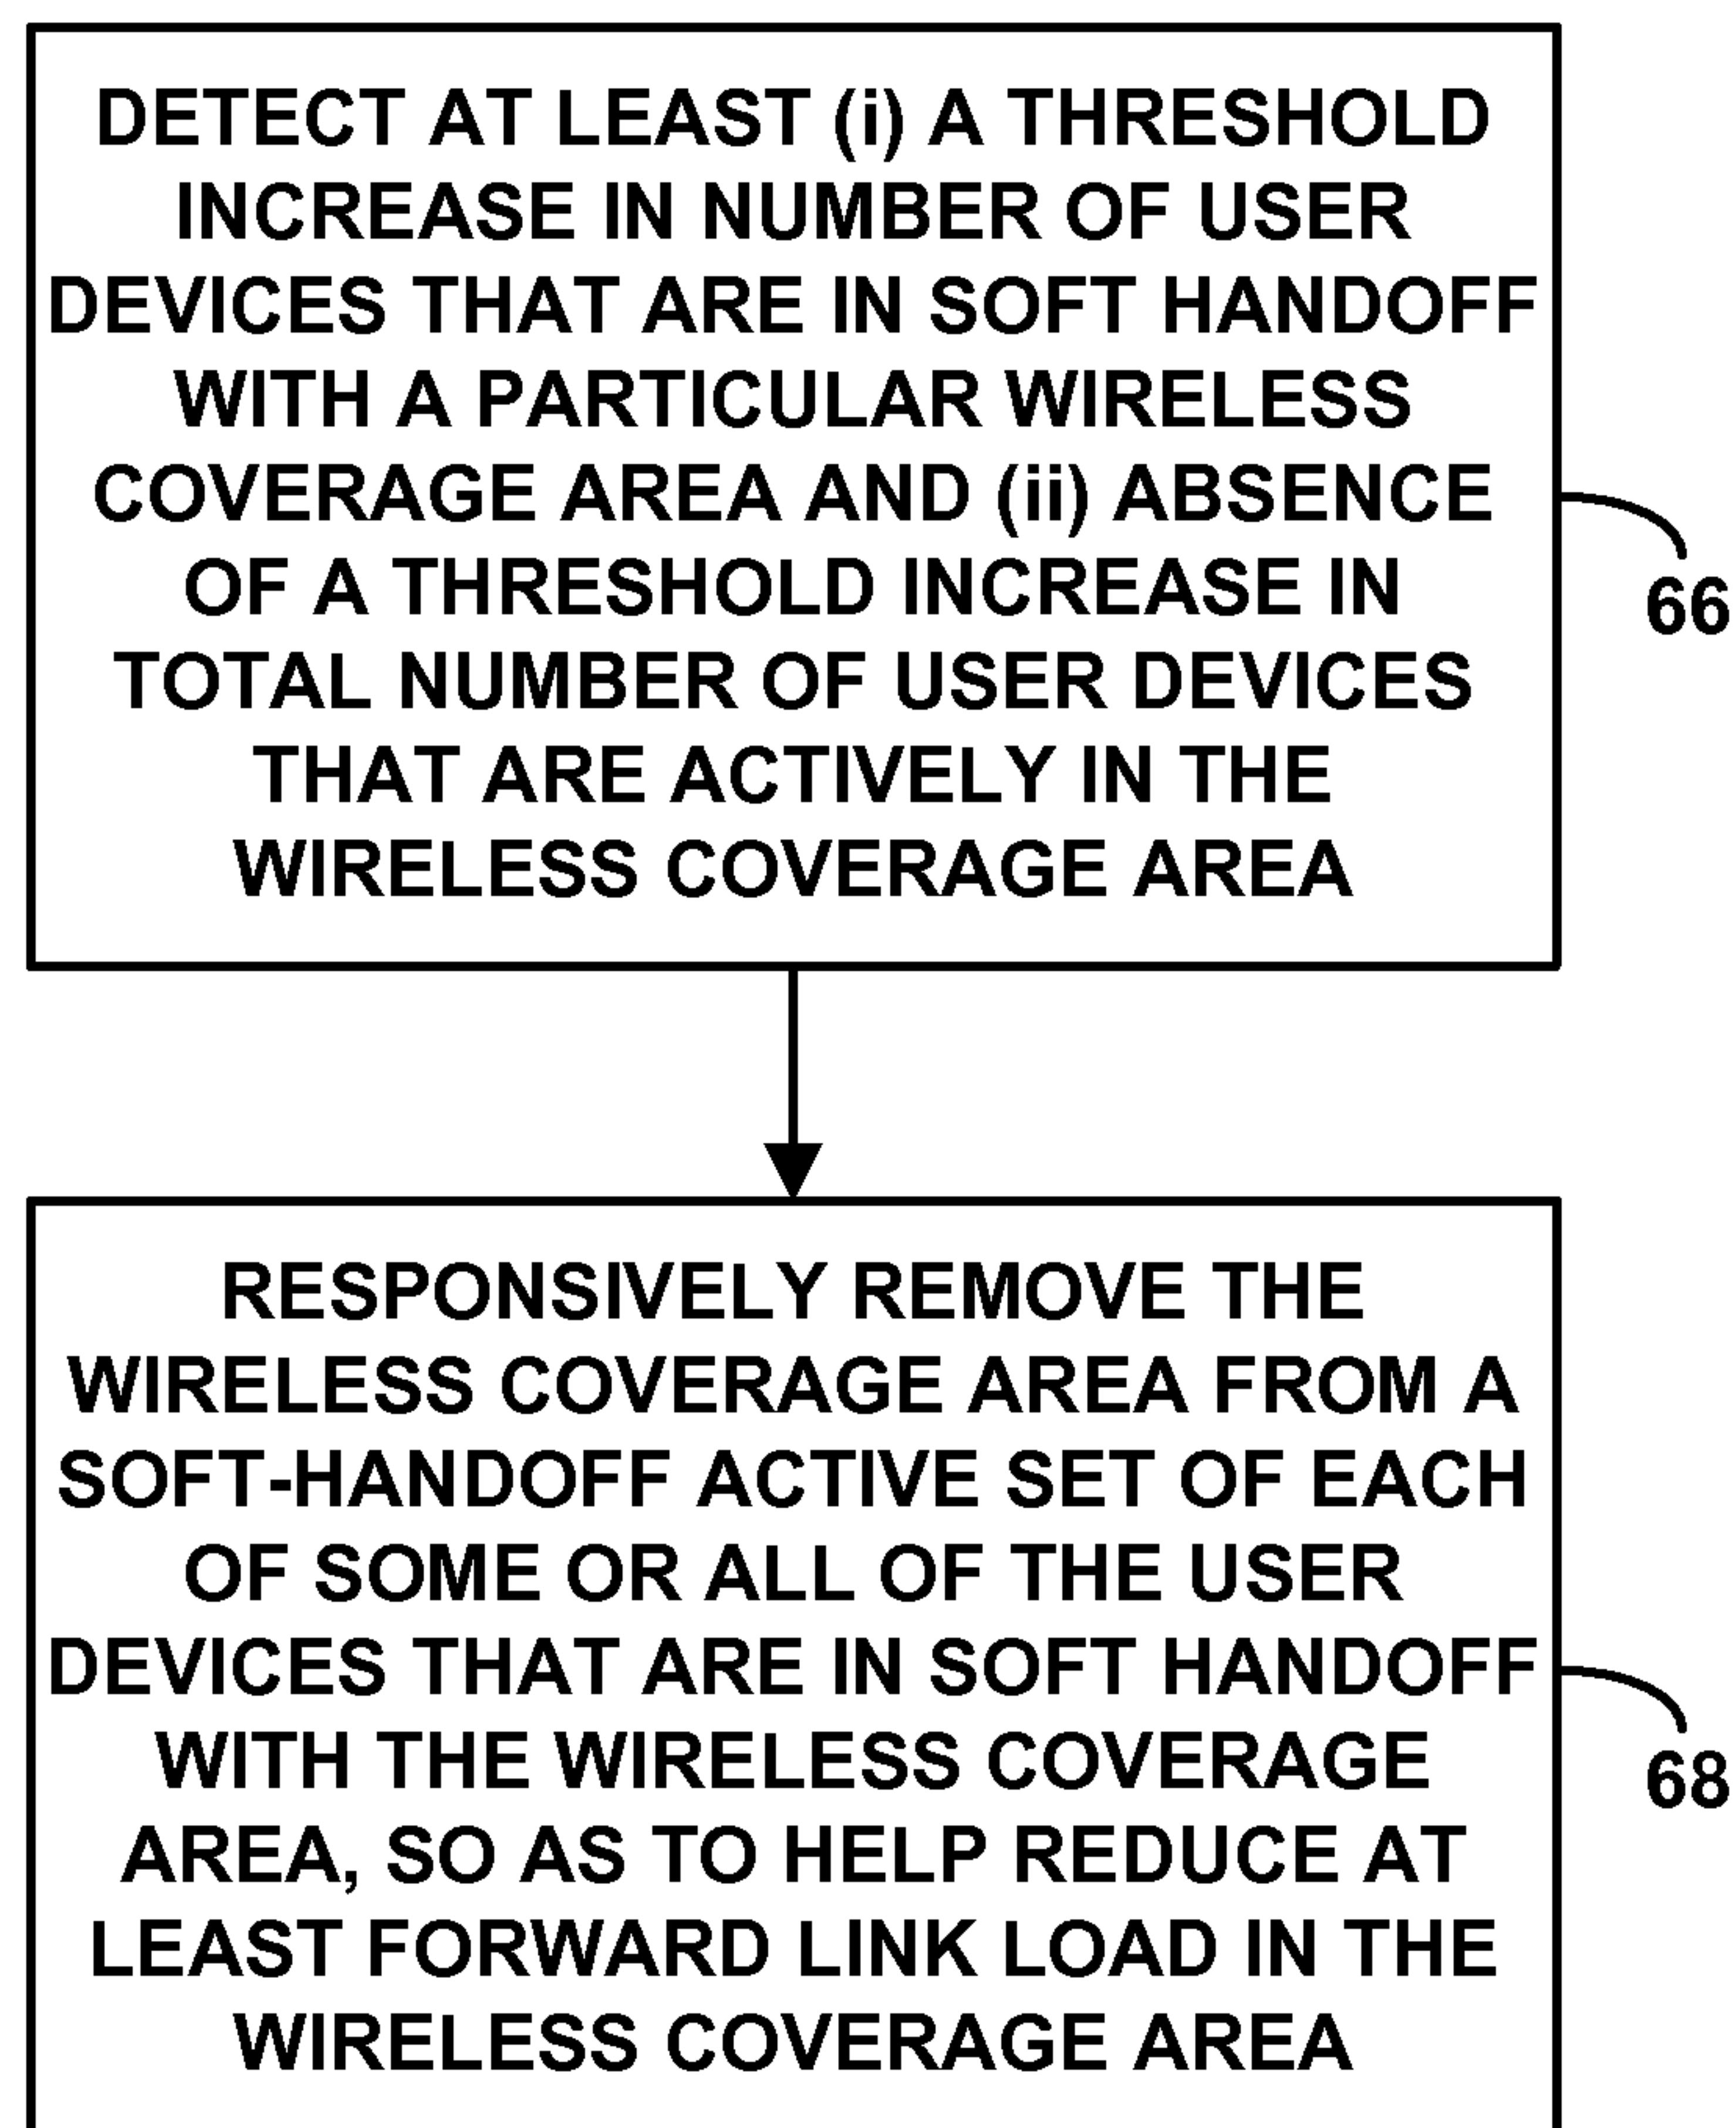 DETECT AT LEAST (i) A THRESHOLD
INCREASE IN NUMBER OF USER
DEVICES THAT ARE IN SOFT HANDOFF
WITH A PARTICULAR WIRELESS
COVERAGE AREA AND (ii) ABSENCE
OF A THRESHOLD INCREASE IN
TOTAL NUMBER OF USER DEVICES
THAT ARE ACTIVELY IN THE
WIRELESS COVERAGE AREA
66
RESPONSIVELY REMOVE THE
WIRELESS COVERAGE AREA FROM A
SOFT-HANDOFF ACTIVE SET OF EACH
OF SOME OR ALL OF THE USER
DEVICES THAT ARE IN SOFT HANDOFF
WITH THE WIRELESS COVERAGE
AREA, SO AS TO HELP REDUCE AT
LEAST FORWARD LINK LOAD IN THE
WIRELESS COVERAGE AREA
68